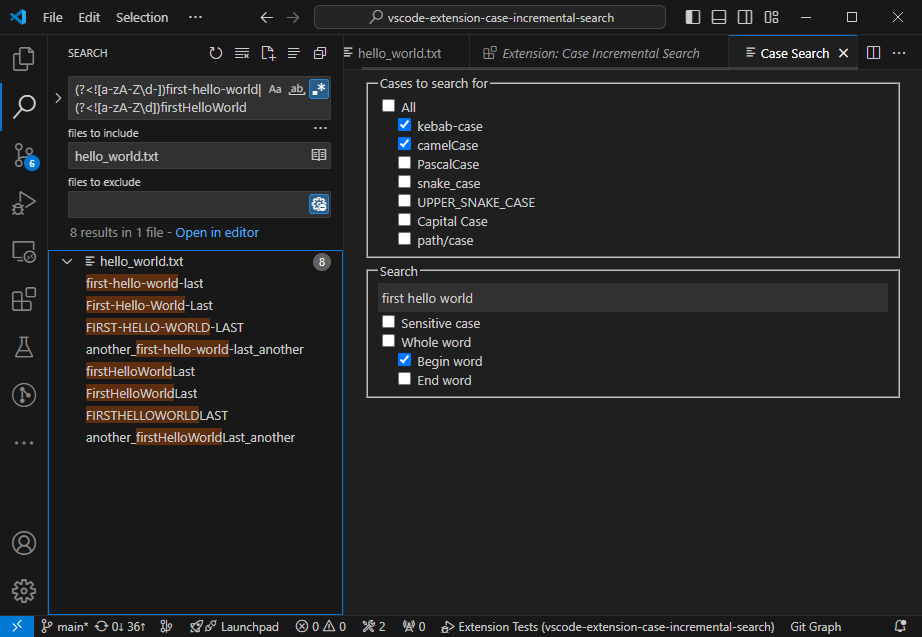 File Edit Selection ··· vscode-extension-case-incremental-search
SEARCH
hello_world.txt
Extension: Case Incremental Search
Case Search
(?<![a-zA-Z\d-])first-hello-world|
(?<![a-zA-Z\d])firstHelloWorld
Aa ab .*
files to include
hello_world.txt
files to exclude
8 results in 1 file - Open in editor
hello_world.txt 8
first-hello-world-last
First-Hello-World-Last
FIRST-HELLO-WORLD-LAST
another_first-hello-world-last_another
firstHelloWorldLast
FirstHelloWorldLast
FIRSTHELLOWORLDLAST
another_firstHelloWorldLast_another
6
Cases to search for
All
kebab-case
camelCase
PascalCase
snake_case
UPPER_SNAKE_CASE
Capital Case
path/case
Search
first hello world
Sensitive case
Whole word
Begin word
End word
main* 0↓ 36↑ Launchpad 0 0 2 0 Extension Tests (vscode-extension-case-incremental-search) Git Graph